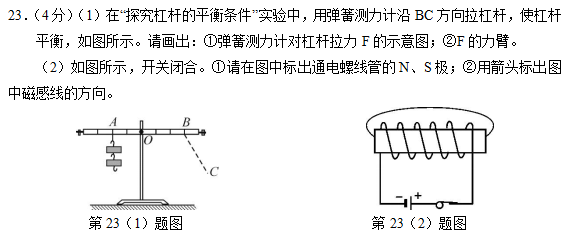 23.(4分)(1)在“探究杠杆的平衡条件”实验中，用弹簧测力计沿 BC 方向拉杠杆，使杠杆
平衡，如图所示。请画出：①弹簧测力计对杠杆拉力 F 的示意图；②F 的力臂。
(2)如图所示，开关闭合。①请在图中标出通电螺线管的 N、S 极；②用箭头标出图
中磁感线的方向。
A B
O
C
− +
第 23（1）题图 第 23（2）题图